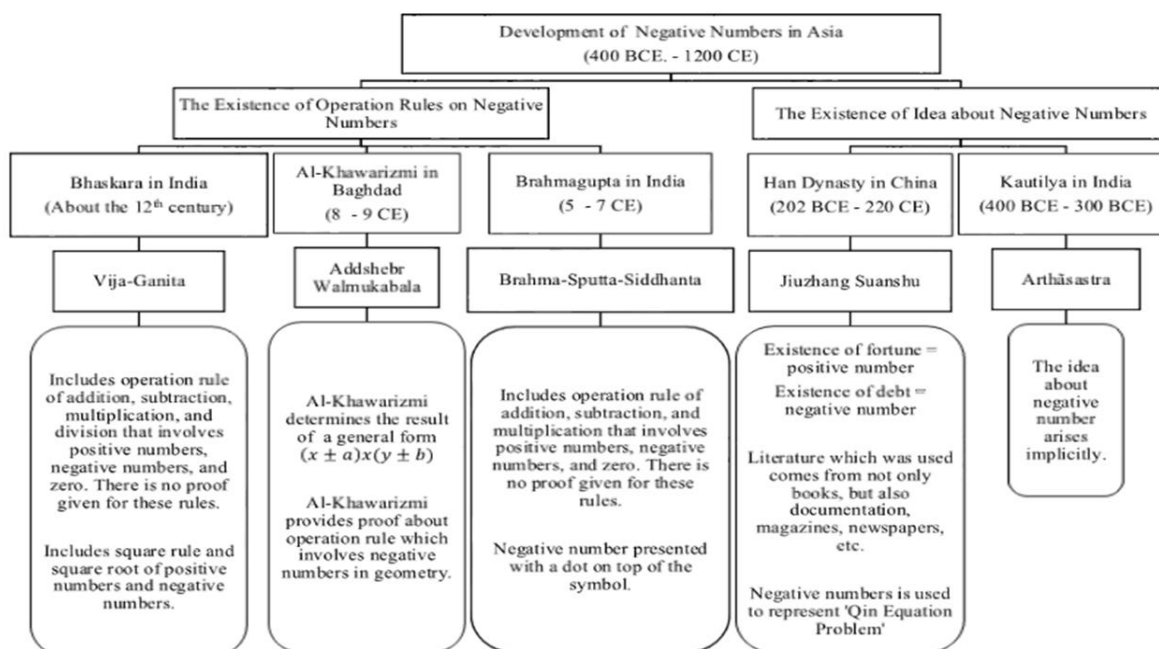 Development of Negative Numbers in Asia
(400 BCE. - 1200 CE)
The Existence of Operation Rules on Negative
Numbers
The Existence of Idea about Negative Numbers
Bhaskara in India
(About the 12th century)
Al-Khawarizmi in
Baghdad
(8 - 9 CE)
Brahmagupta in India
(5 - 7 CE)
Han Dynasty in China
(202 BCE - 220 CE)
Kautilya in India
(400 BCE - 300 BCE)
Vija-Ganita
Addshebr
Walmukabala
Brahma-Sputta-Siddhanta
Jiuzhang Suanshu
Arthãsastra
Includes operation rule
of addition, subtraction,
multiplication, and
division that involves
positive numbers,
negative numbers, and
zero. There is no proof
given for these rules.
Includes square rule and
square root of positive
numbers and negative
numbers.
Al-Khawarizmi
determines the result
of a general form
(x ± a)x(y ± b)
Al-Khawarizmi
provides proof about
operation rule which
involves negative
numbers in geometry.
Includes operation rule of
addition, subtraction, and
multiplication that involves
positive numbers, negative
numbers, and zero. There is
no proof given for these
rules.
Negative number presented
with a dot on top of the
symbol.
Existence of fortune =
positive number
Existence of debt =
negative number
Literature which was used
comes from not only
books, but also
documentation,
magazines, newspapers,
etc.
Negative numbers is used
to represent 'Qin Equation
Problem'
The idea
about
negative
number
arises
implicitly.